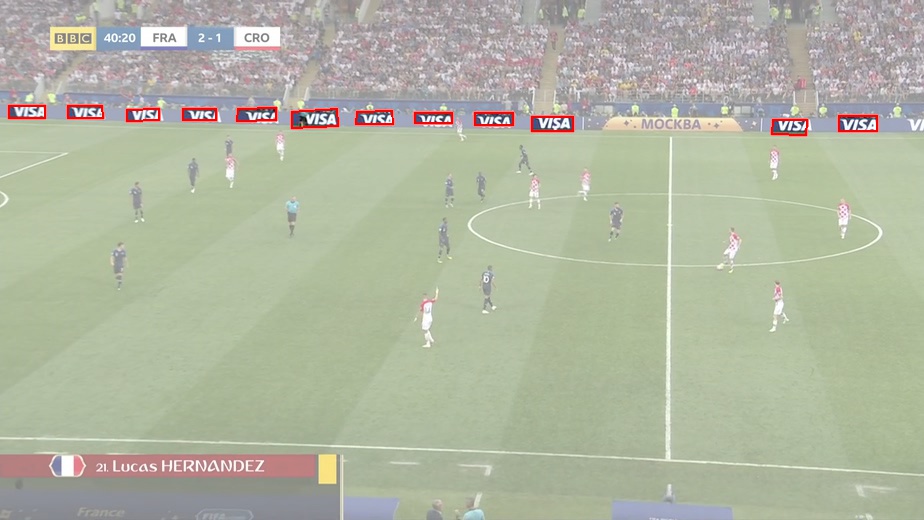 BBC 40:20 FRA 2 - 1 CRO
VISA VISA VISA VISA VISA VISA VISA VISA VISA VISA МОСКВА VISA VISA
21. Lucas HERNANDEZ
France FIFA